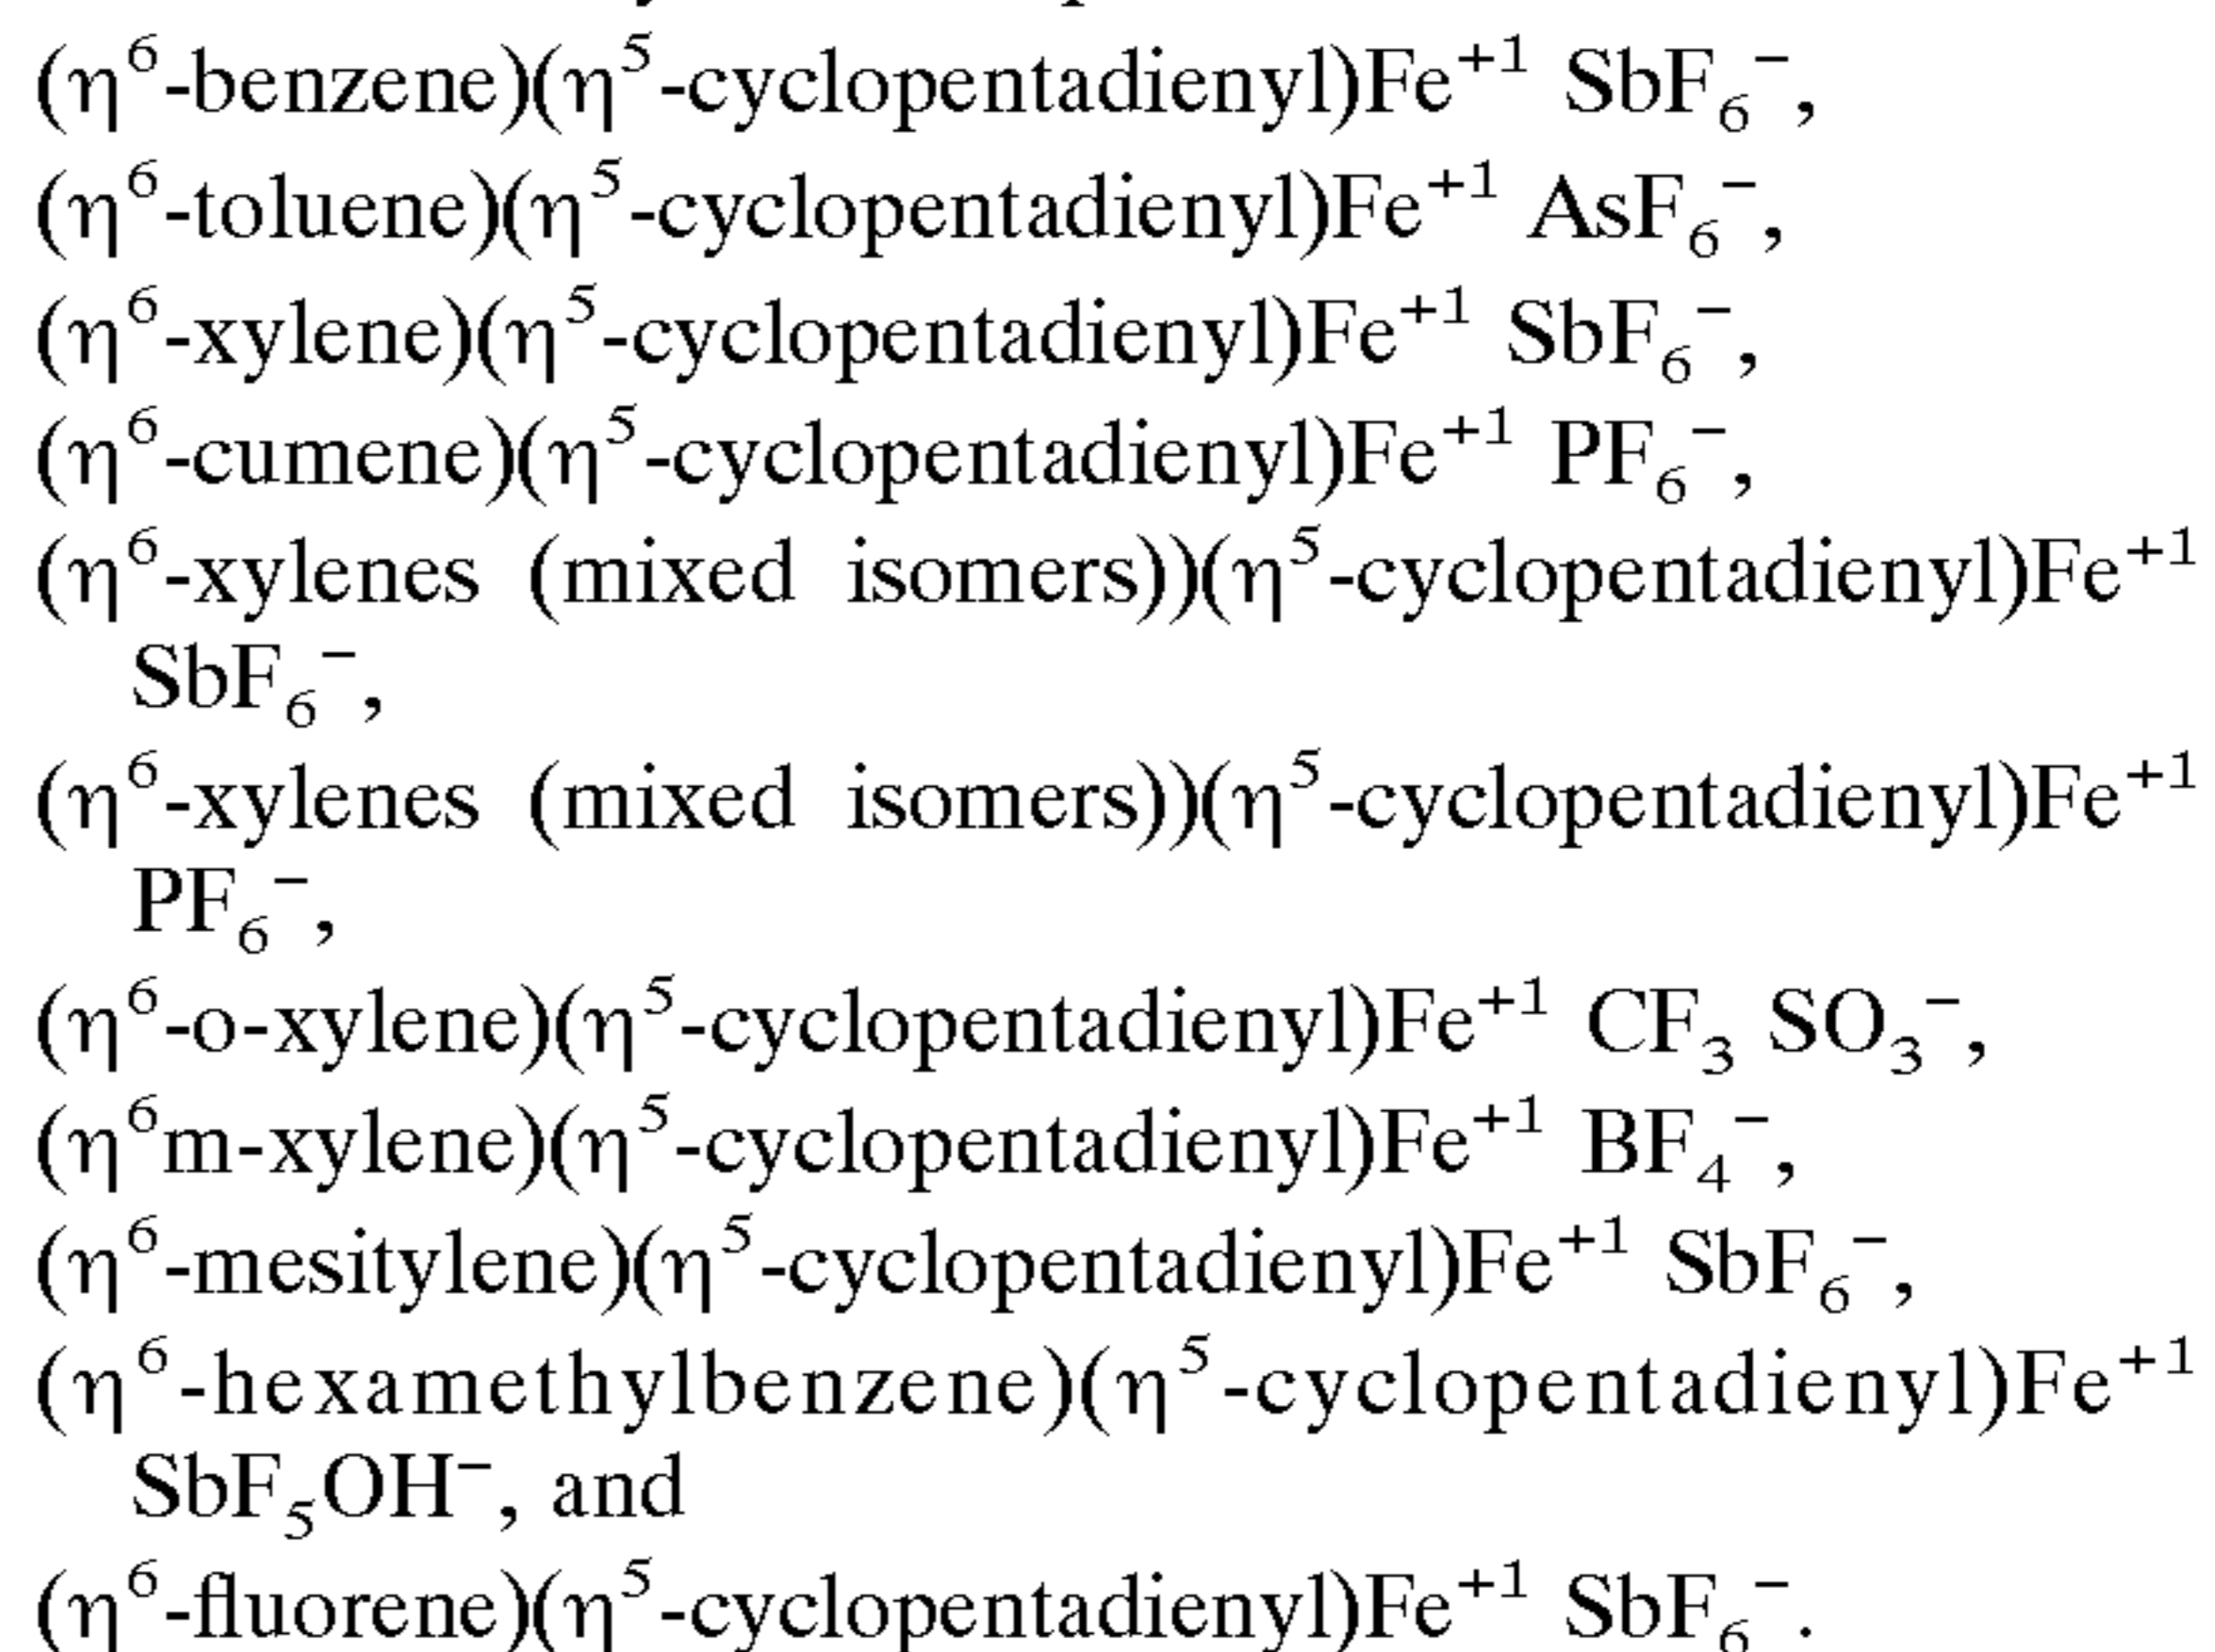 (η⁶-benzene)(η⁵-cyclopentadienyl)Fe⁺¹ SbF₆⁻,
(η⁶-toluene)(η⁵-cyclopentadienyl)Fe⁺¹ AsF₆⁻,
(η⁶-xylene)(η⁵-cyclopentadienyl)Fe⁺¹ SbF₆⁻,
(η⁶-cumene)(η⁵-cyclopentadienyl)Fe⁺¹ PF₆⁻,
(η⁶-xylenes (mixed isomers))(η⁵-cyclopentadienyl)Fe⁺¹
SbF₆⁻,
(η⁶-xylenes (mixed isomers))(η⁵-cyclopentadienyl)Fe⁺¹
PF₆⁻,
(η⁶-o-xylene)(η⁵-cyclopentadienyl)Fe⁺¹ CF₃ SO₃⁻,
(η⁶m-xylene)(η⁵-cyclopentadienyl)Fe⁺¹ BF₄⁻,
(η⁶-mesitylene)(η⁵-cyclopentadienyl)Fe⁺¹ SbF₆⁻,
(η⁶-hexamethylbenzene)(η⁵-cyclopentadienyl)Fe⁺¹
SbF₅OH⁻, and
(η⁶-fluorene)(η⁵-cyclopentadienyl)Fe⁺¹ SbF₆⁻.